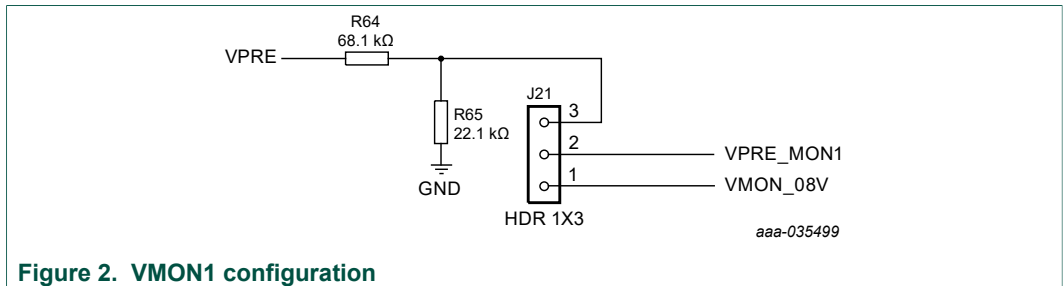 R64
68.1 kΩ
VPRE
J21
3
R65
22.1 kΩ
2
VPRE_MON1
1
VMON_08V
GND
HDR 1X3
aaa-035499
Figure 2. VMON1 configuration